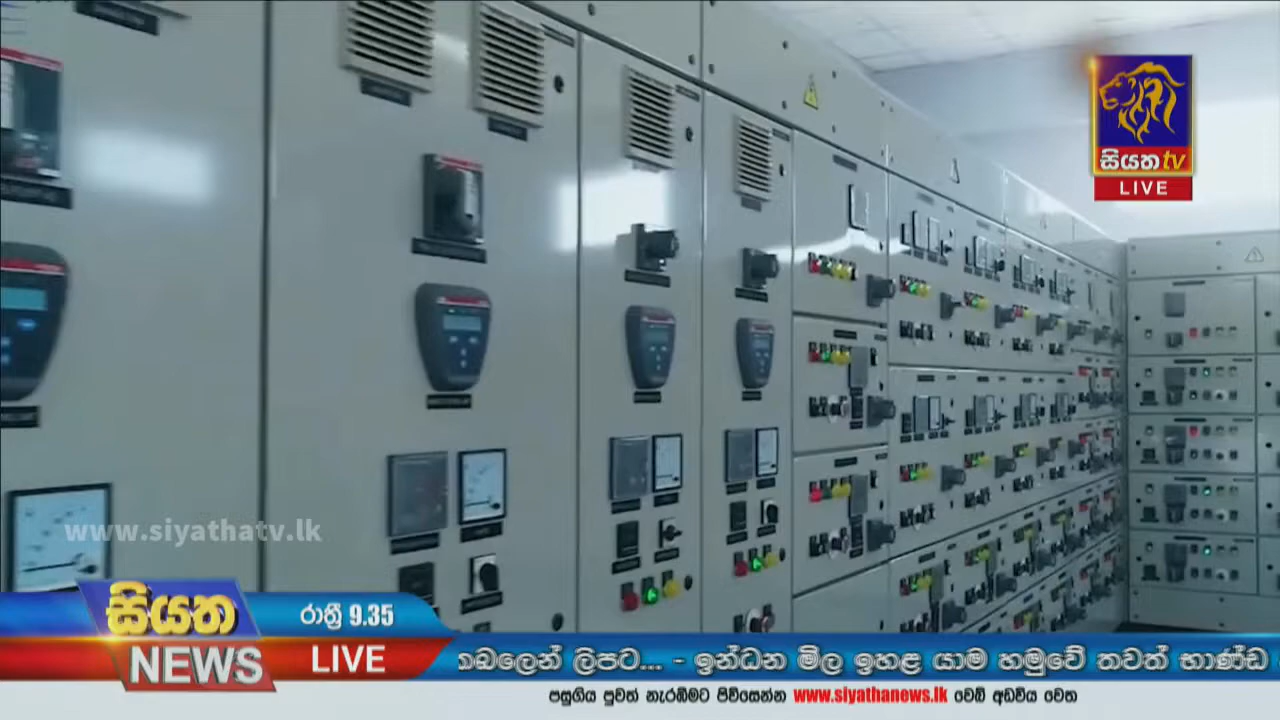 සියත tv
LIVE
www.siyathatv.lk
සියත
NEWS
රාත්‍රී 9.35
LIVE
කබලෙන් ලිපට... - ඉන්ධන මිල ඉහළ යාම හමුවේ තවත් භාණ්ඩ
පසුගිය පුවත් නැරඹීමට පිවිසෙන්න www.siyathanews.lk වෙබ් අඩවිය වෙත